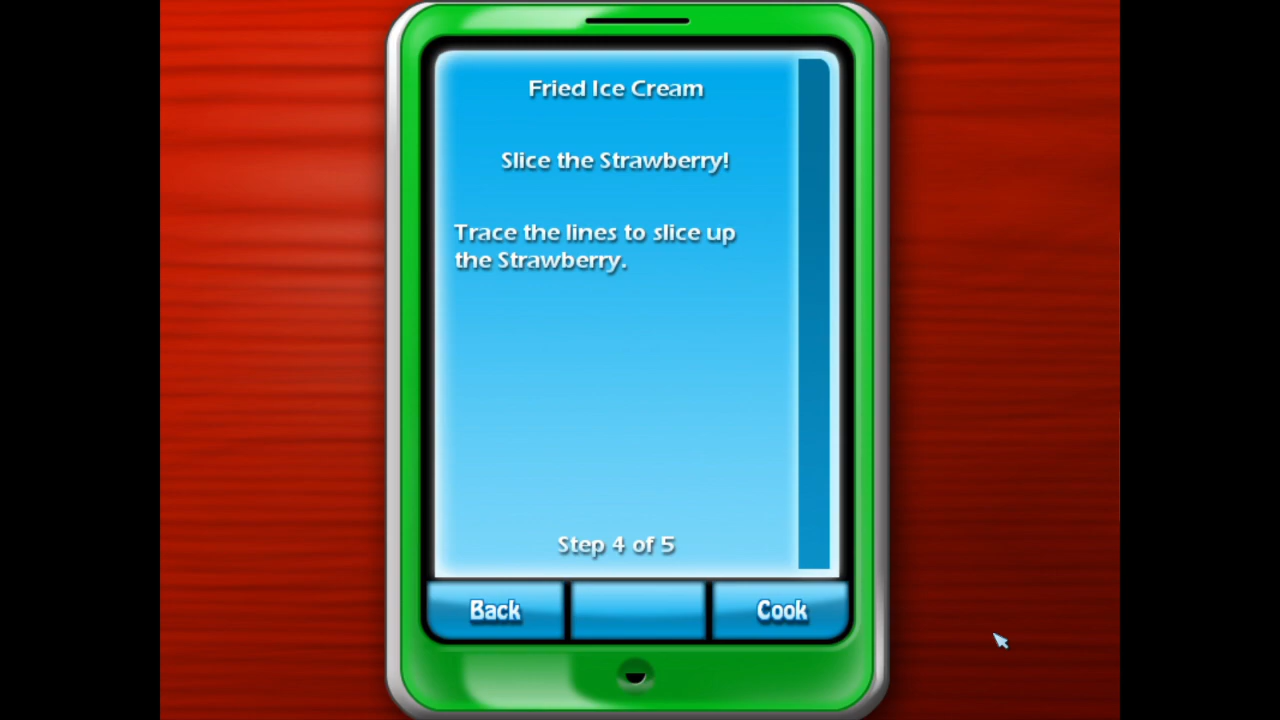 Fried Ice Cream
Slice the Strawberry!
Trace the lines to slice up
the Strawberry.
Step 4 of 5
Back
Cook